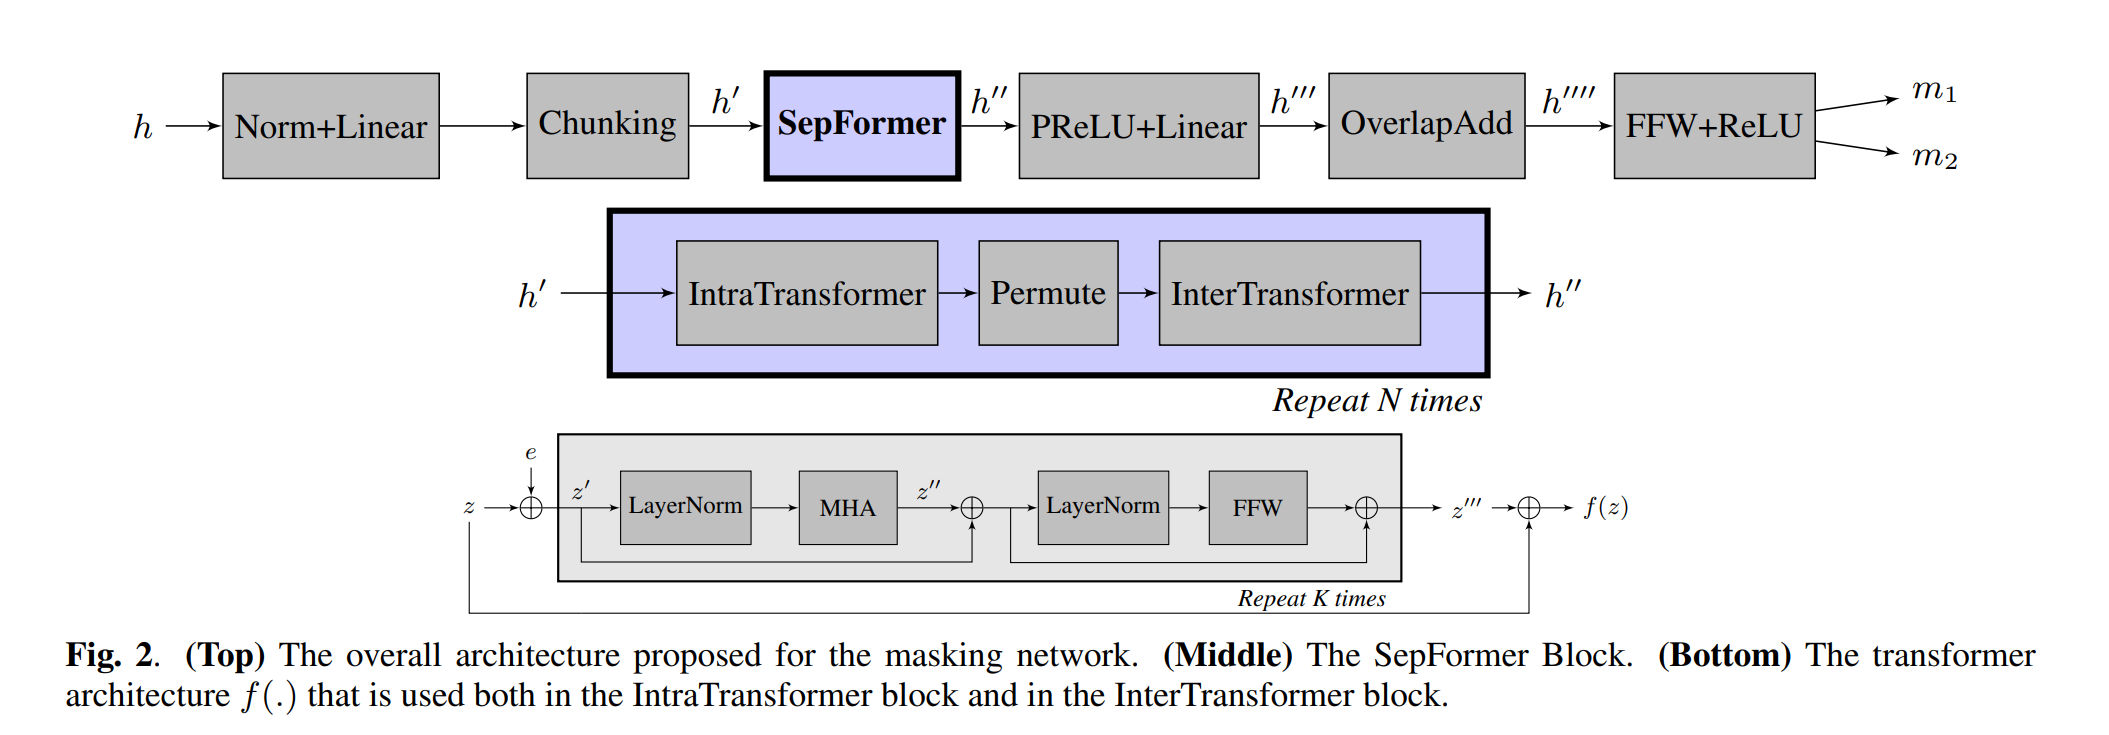 h Norm+Linear Chunking h′ SepFormer h′′ PReLU+Linear h′′′ OverlapAdd h′′′′ FFW+ReLU m₁
m₂
h′ IntraTransformer Permute InterTransformer h′′
Repeat N times
e
z z′ LayerNorm MHA z′′ LayerNorm FFW z′′′ f(z)
Repeat K times
Fig. 2. (Top) The overall architecture proposed for the masking network. (Middle) The SepFormer Block. (Bottom) The transformer
architecture f(.) that is used both in the IntraTransformer block and in the InterTransformer block.